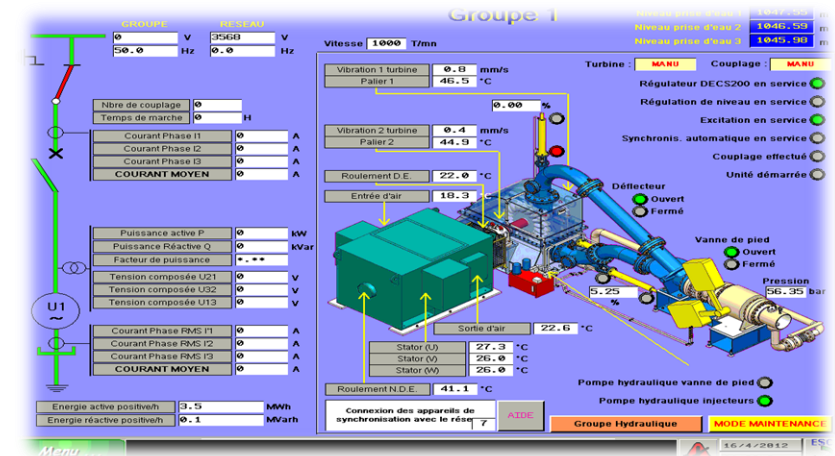 Groupe 1
GROUPE RESEAU
0 V 3568 V
50.0 Hz 0.0 Hz
Vitesse 1000 T/mn
Niveau prise d'eau 1 1047.55 m
Niveau prise d'eau 2 1046.59 m
Niveau prise d'eau 3 1045.98 m
Turbine : MANU Couplage : MANU
Régulateur DECS200 en service
Régulation de niveau en service
Excitation en service
Synchronis. automatique en service
Couplage effectué
Unité démarrée
Vibration 1 turbine 0.8 mm/s
Palier 1 46.5 °C
0.00 %
Vibration 2 turbine 0.4 mm/s
Palier 2 44.9 °C
Roulement D.E. 22.0 °C
Entrée d'air 18.3
Nbre de couplage 0
Temps de marche 0 H
Courant Phase I1 0 A
Courant Phase I2 0 A
Courant Phase I3 0 A
COURANT MOYEN 0 A
Déflecteur
Ouvert
Fermé
Puissance active P 0 kW
Puissance Réactive Q 0 kVar
Facteur de puissance *.**
Tension composée U21 0 V
Tension composée U32 0 V
Tension composée U13 0 V
Vanne de pied
Ouvert
Fermé
Pression
56.35 bar
5.25
%
U1
~
Courant Phase RMS I'1 0 A
Courant Phase RMS I'2 0 A
Courant Phase RMS I'3 0 A
COURANT MOYEN 0 A
Sortie d'air 22.6 °C
Stator (U) 27.3 °C
Stator (V) 26.0 °C
Stator (W) 26.0 °C
Roulement N.D.E. 41.1 °C
Pompe hydraulique vanne de pied
Pompe hydraulique injecteurs
Energie active positive/h 3.5 MWh
Energie réactive positive/h 0.1 MVarh
Connexion des appareils de
synchronisation avec le rése 7
AIDE
Groupe Hydraulique
MODE MAINTENANCE
Menu
16/4/2012
ESC